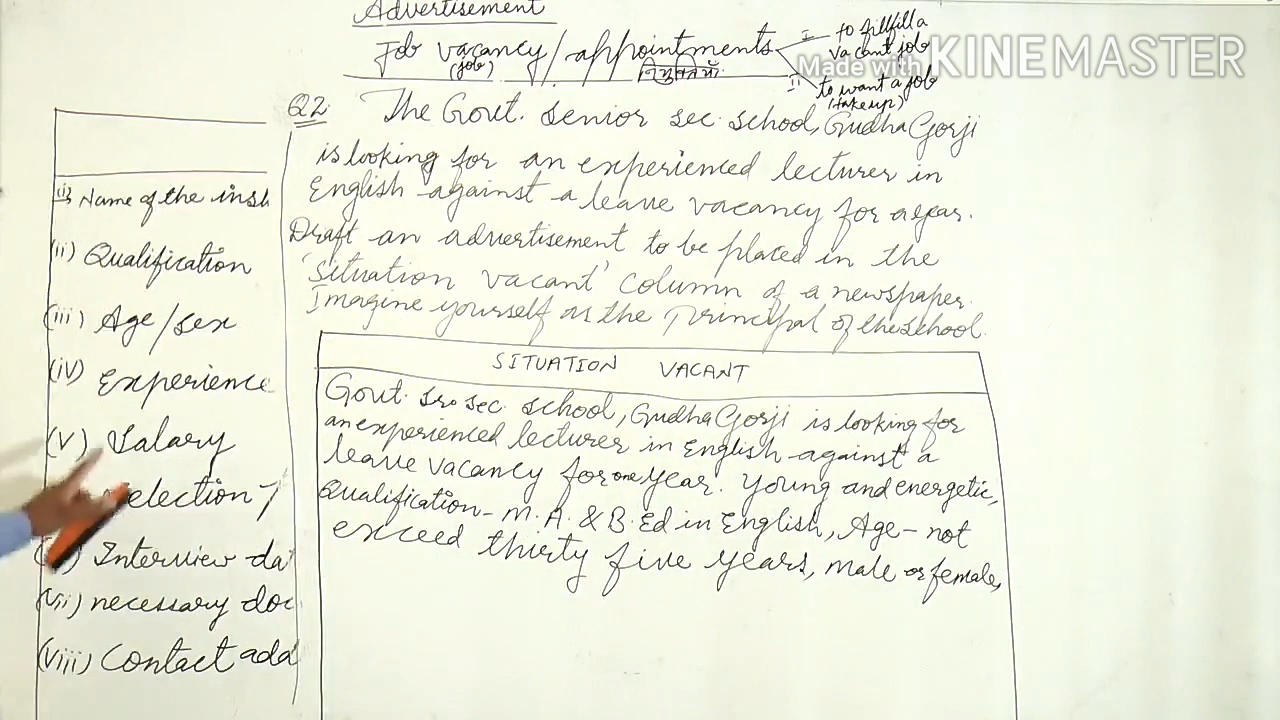 Advertisement
Job vacancy/appointments
(job)
नियुक्तियाँ
I to fillfill a
vacant job
II to want a job
(take up)
Made with KINEMASTER
Q2 The Govt. Senior sec. school, Gudha Gorji
is looking for an experienced lecturer in
English against a leave vacancy for a year.
Draft an advertisement to be placed in the
'Situation vacant' column of a newspaper.
Imagine yourself as the Principal of the school.
(i) Name of the inst
(ii) Qualification
(iii) Age/sex
(iv) Experience
(v) Salary
election
Interview da
(vii) necessary doc
(viii) Contact add
SITUATION VACANT
Govt. Sr. sec. school, Gudha Gorji is looking for
an experienced lecturer in English against a
leave vacancy for one year. Young and energetic,
Qualification - M.A. & B.Ed in English, Age - not
exceed thirty five years, male or female,